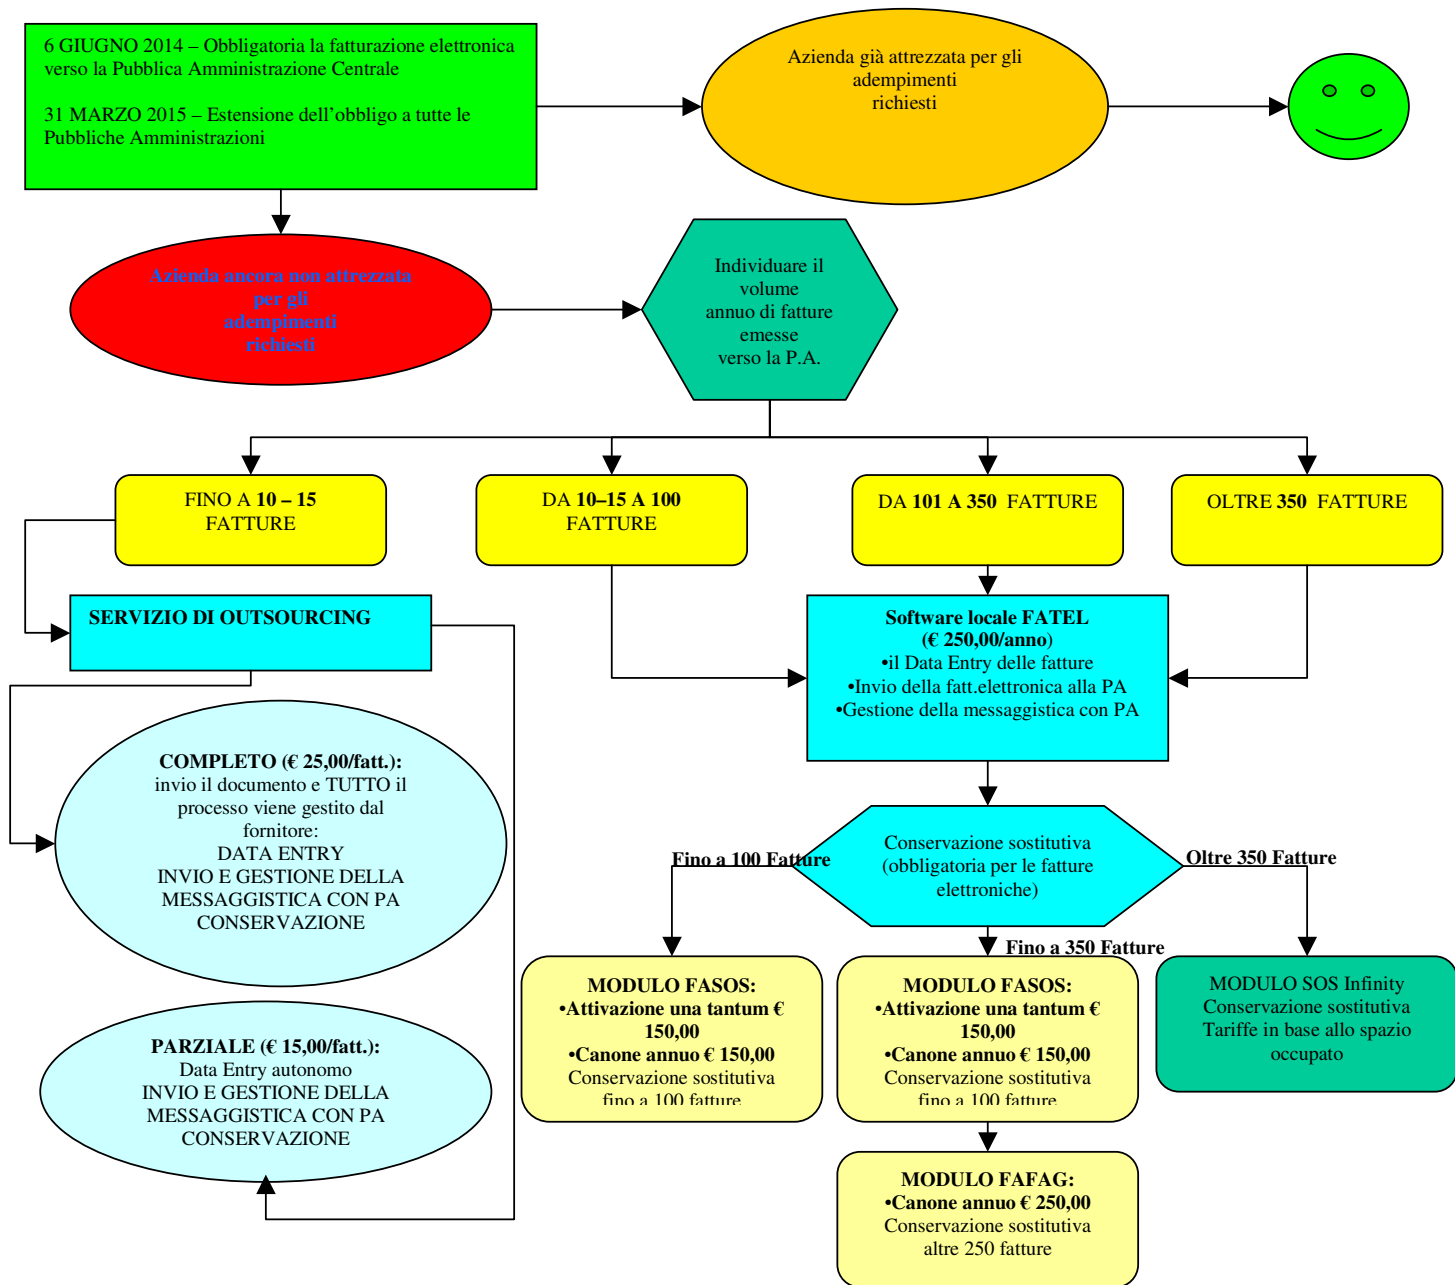 6 GIUGNO 2014 – Obbligatoria la fatturazione elettronica
verso la Pubblica Amministrazione Centrale
31 MARZO 2015 – Estensione dell'obbligo a tutte le
Pubbliche Amministrazioni
Azienda già attrezzata per gli
adempimenti
richiesti
Azienda ancora non attrezzata
per gli
adempimenti
richiesti
Individuare il
volume
annuo di fatture
emesse
verso la P.A.
FINO A 10 – 15
FATTURE
DA 10–15 A 100
FATTURE
DA 101 A 350 FATTURE
OLTRE 350 FATTURE
SERVIZIO DI OUTSOURCING
Software locale FATEL
(€ 250,00/anno)
•il Data Entry delle fatture
•Invio della fatt.elettronica alla PA
•Gestione della messaggistica con PA
COMPLETO (€ 25,00/fatt.):
invio il documento e TUTTO il
processo viene gestito dal
fornitore:
DATA ENTRY
INVIO E GESTIONE DELLA
MESSAGGISTICA CON PA
CONSERVAZIONE
PARZIALE (€ 15,00/fatt.):
Data Entry autonomo
INVIO E GESTIONE DELLA
MESSAGGISTICA CON PA
CONSERVAZIONE
Conservazione sostitutiva
(obbligatoria per le fatture
elettroniche)
Fino a 100 Fatture
Oltre 350 Fatture
Fino a 350 Fatture
MODULO FASOS:
•Attivazione una tantum €
150,00
•Canone annuo € 150,00
Conservazione sostitutiva
fino a 100 fatture
MODULO FASOS:
•Attivazione una tantum €
150,00
•Canone annuo € 150,00
Conservazione sostitutiva
fino a 100 fatture
MODULO SOS Infinity
Conservazione sostitutiva
Tariffe in base allo spazio
occupato
MODULO FAFAG:
•Canone annuo € 250,00
Conservazione sostitutiva
altre 250 fatture